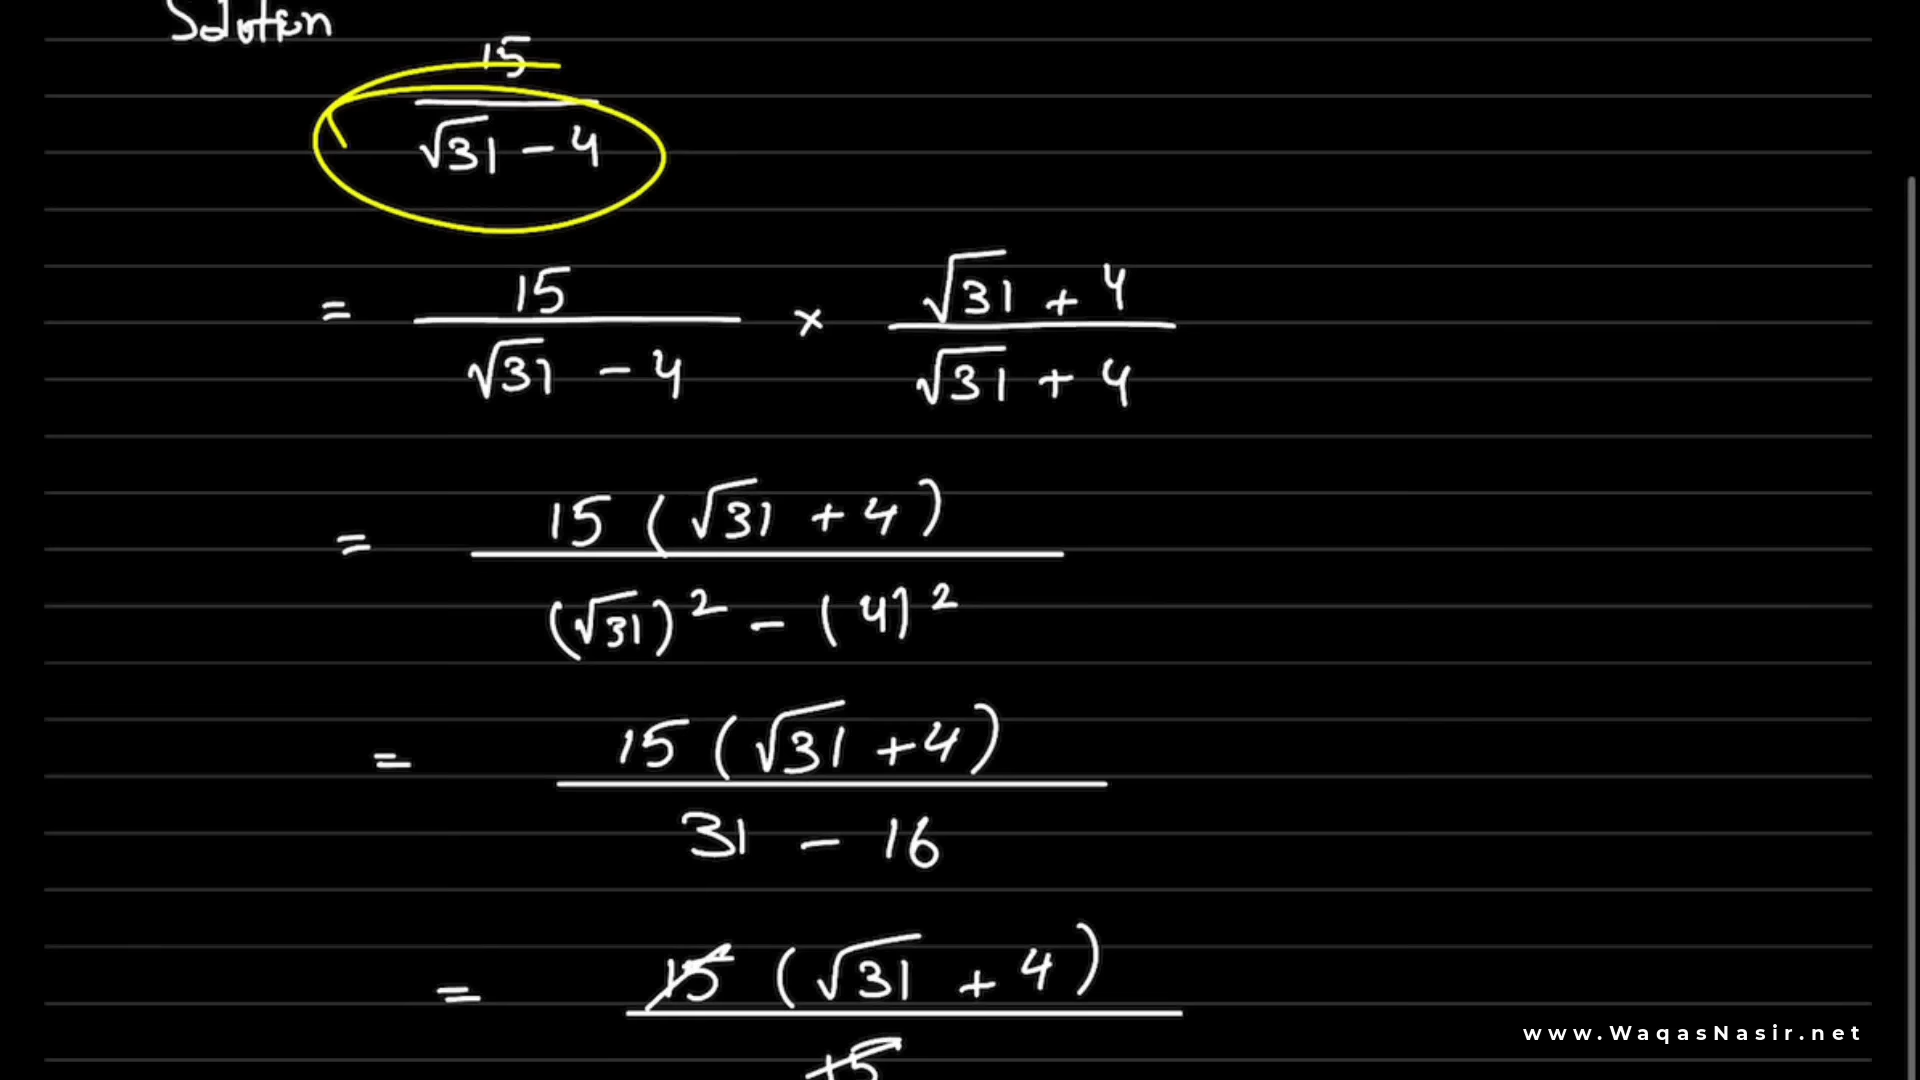 Solution
15
√31 - 4
= 15 / √31 - 4 × √31 + 4 / √31 + 4
= 15 (√31 + 4) / (√31)² - (4)²
= 15 (√31 + 4) / 31 - 16
= 15 (√31 + 4)
15
www.WaqasNasir.net